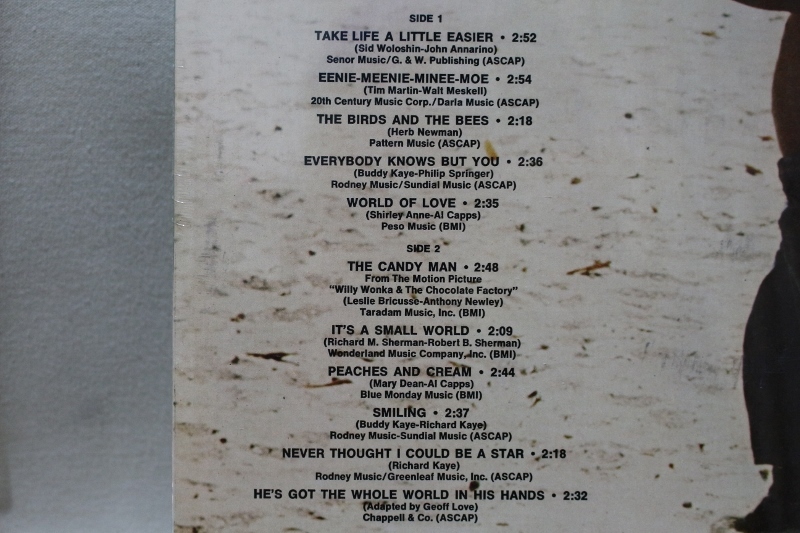 SIDE 1
TAKE LIFE A LITTLE EASIER • 2:52
(Sid Woloshin-John Annarino)
Senor Music/G. & W. Publishing (ASCAP)
EENIE-MEENIE-MINEE-MOE • 2:54
(Tim Martin-Walt Meskell)
20th Century Music Corp./Darla Music (ASCAP)
THE BIRDS AND THE BEES • 2:18
(Herb Newman)
Pattern Music (ASCAP)
EVERYBODY KNOWS BUT YOU • 2:36
(Buddy Kaye-Philip Springer)
Rodney Music/Sundial Music (ASCAP)
WORLD OF LOVE • 2:35
(Shirley Anne-Al Capps)
Peso Music (BMI)
SIDE 2
THE CANDY MAN • 2:48
From The Motion Picture
"Willy Wonka & The Chocolate Factory"
(Leslie Bricusse-Anthony Newley)
Taradam Music, Inc. (BMI)
IT'S A SMALL WORLD • 2:09
(Richard M. Sherman-Robert B. Sherman)
Wonderland Music Company, Inc. (BMI)
PEACHES AND CREAM • 2:44
(Mary Dean-Al Capps)
Blue Monday Music (BMI)
SMILING • 2:37
(Buddy Kaye-Richard Kaye)
Rodney Music-Sundial Music (ASCAP)
NEVER THOUGHT I COULD BE A STAR • 2:18
(Richard Kaye)
Rodney Music/Greenleaf Music, Inc. (ASCAP)
HE'S GOT THE WHOLE WORLD IN HIS HANDS • 2:32
(Adapted by Geoff Love)
Chappell & Co. (ASCAP)